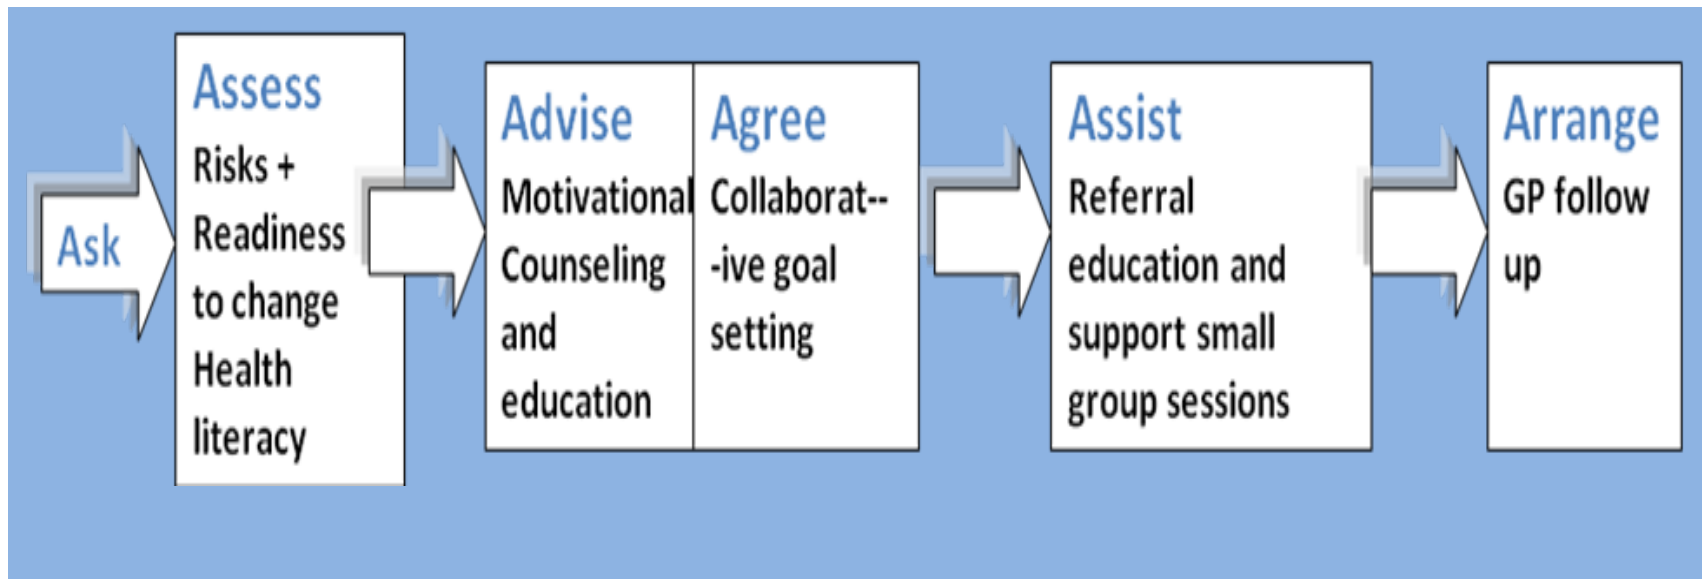 Ask
Assess
Risks +
Readiness
to change
Health
literacy
Advise
Motivational
Counseling
and
education
Agree
Collaborat--
-ive goal
setting
Assist
Referral
education and
support small
group sessions
Arrange
GP follow
up